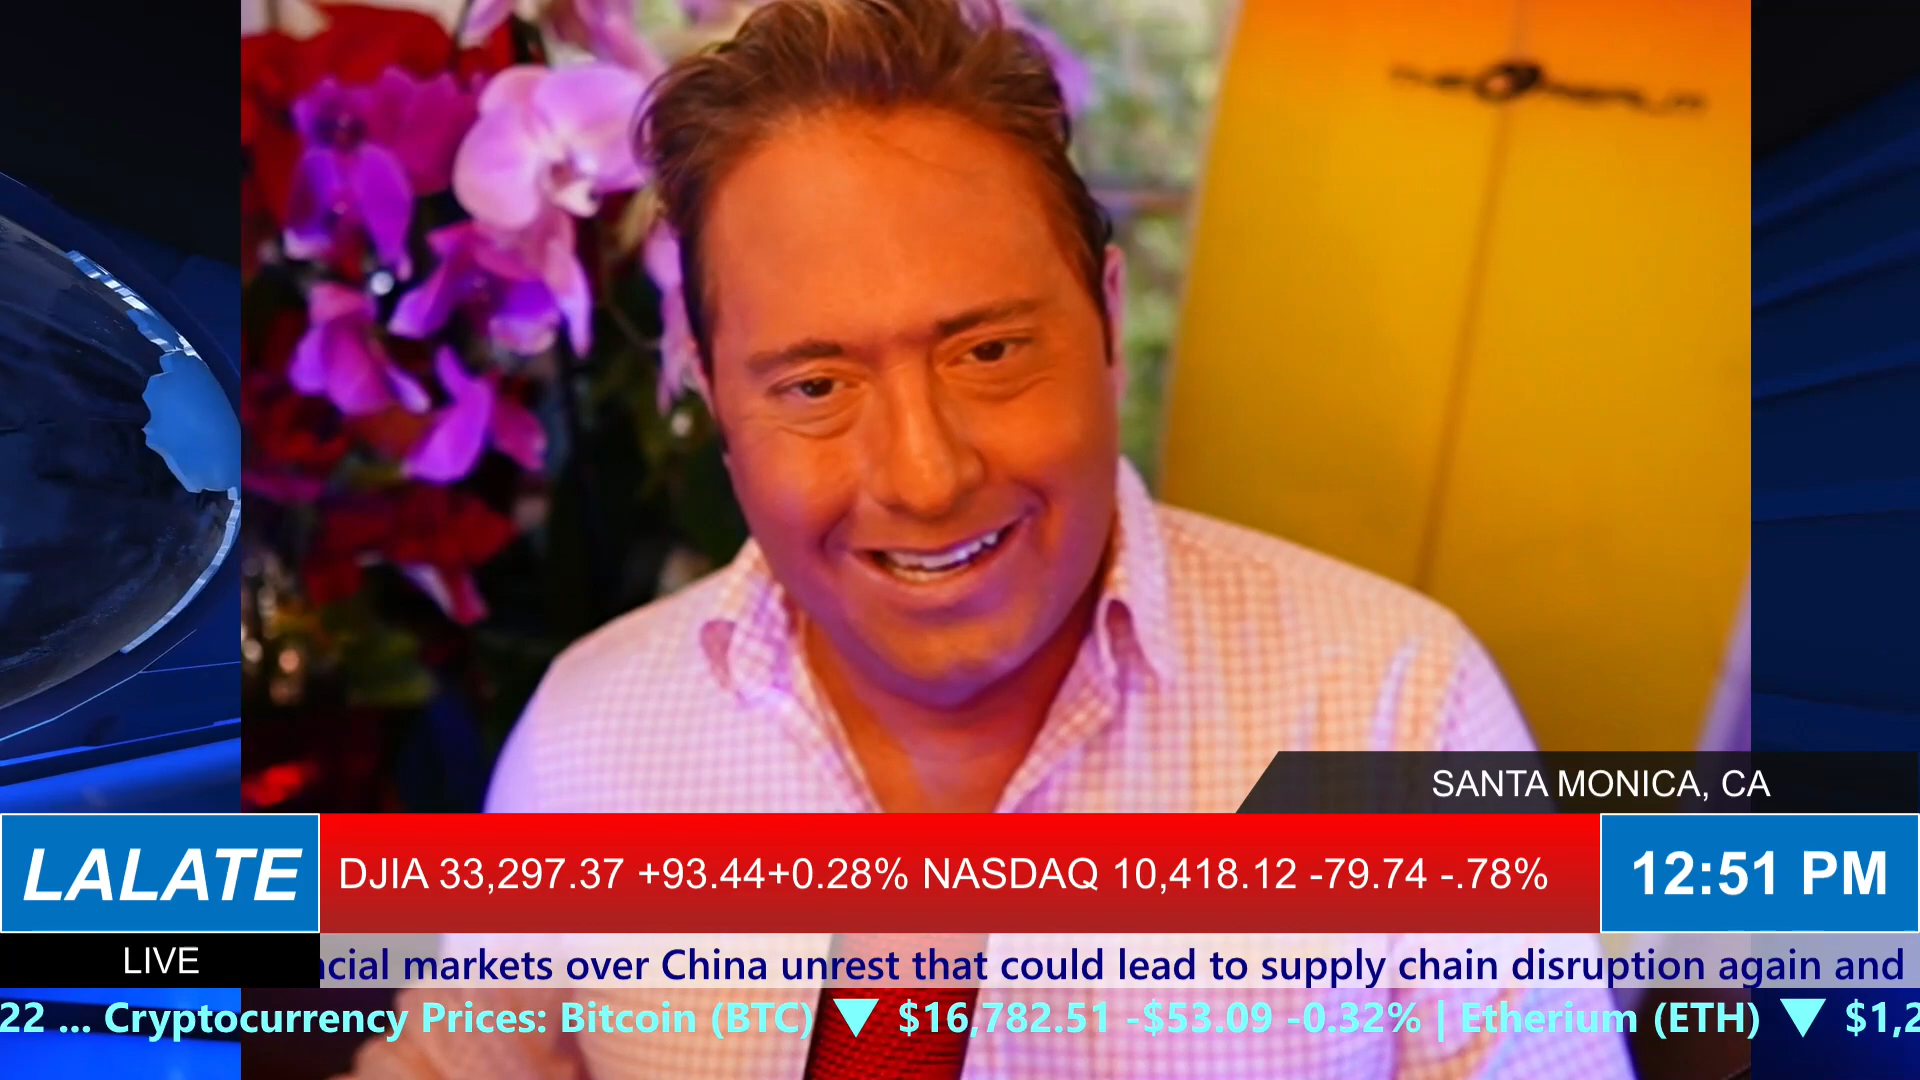 SANTA MONICA, CA
LALATE
DJIA 33,297.37 +93.44+0.28% NASDAQ 10,418.12 -79.74 -.78%
12:51 PM
LIVE
ncial markets over China unrest that could lead to supply chain disruption again and
22 ... Cryptocurrency Prices: Bitcoin (BTC) ▼ $16,782.51 -$53.09 -0.32% | Etherium (ETH) ▼ $1,2